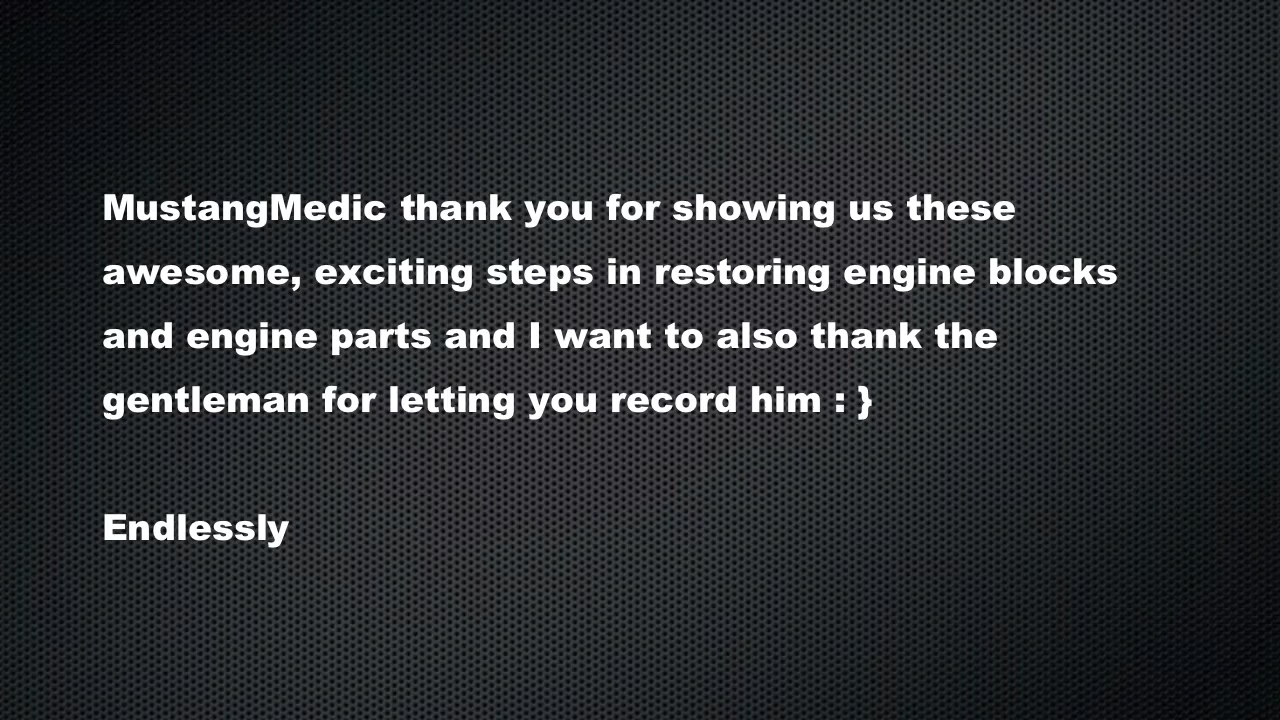 MustangMedic thank you for showing us these
awesome, exciting steps in restoring engine blocks
and engine parts and I want to also thank the
gentleman for letting you record him : }
Endlessly